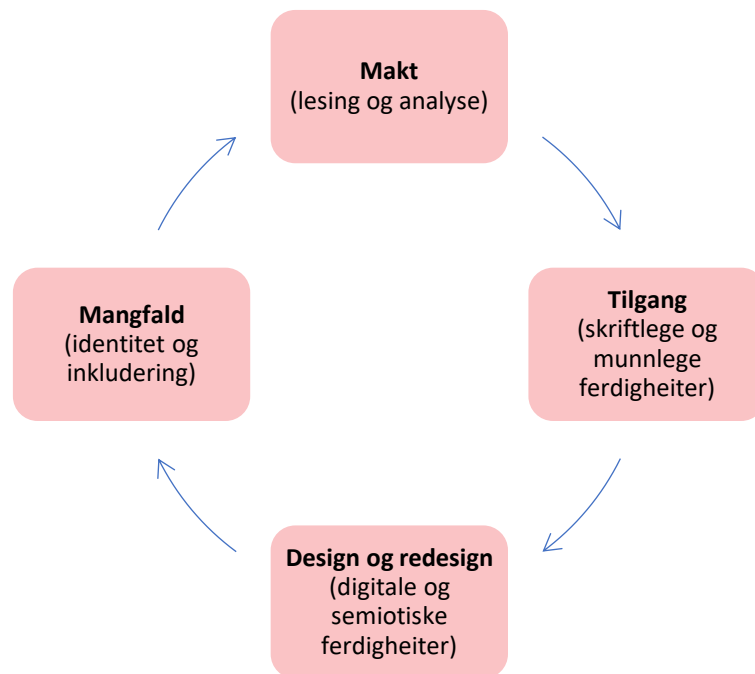 Makt
(lesing og analyse)
Tilgang
(skriftlege og
munnlege
ferdigheiter)
Design og redesign
(digitale og
semiotiske
ferdigheiter)
Mangfald
(identitet og
inkludering)